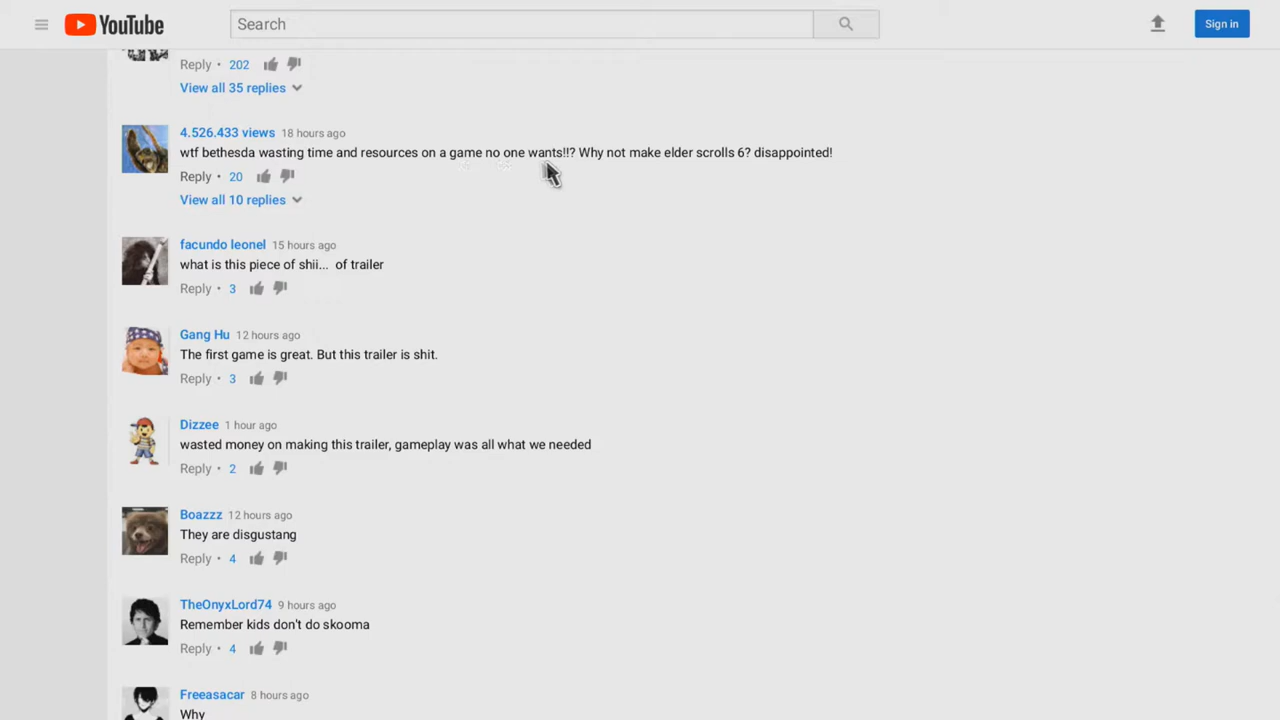 YouTube Search Sign in
Reply • 202
View all 35 replies
4.526.433 views 18 hours ago
wtf bethesda wasting time and resources on a game no one wants!!? Why not make elder scrolls 6? disappointed!
Reply • 20
View all 10 replies
facundo leonel 15 hours ago
what is this piece of shii... of trailer
Reply • 3
Gang Hu 12 hours ago
The first game is great. But this trailer is shit.
Reply • 3
Dizzee 1 hour ago
wasted money on making this trailer, gameplay was all what we needed
Reply • 2
Boazzz 12 hours ago
They are disgustang
Reply • 4
TheOnyxLord74 9 hours ago
Remember kids don't do skooma
Reply • 4
Freeasacar 8 hours ago
Why